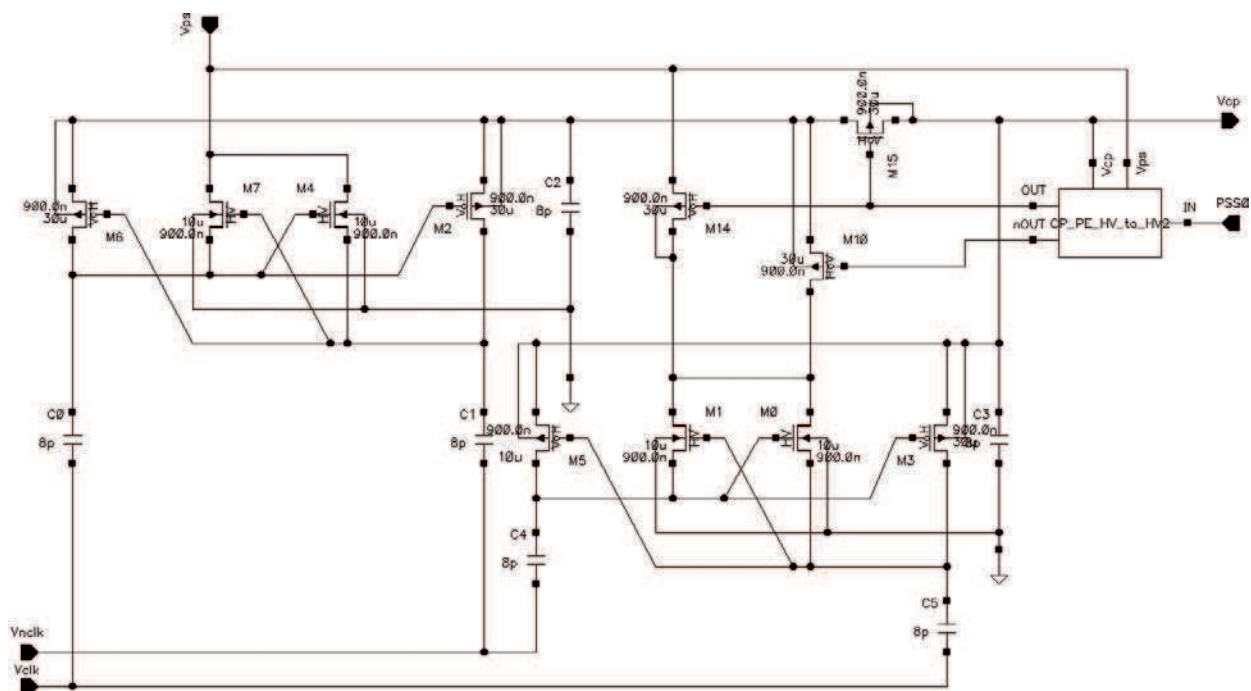 Vps
900.0n
30u
M15
Vcp
Vcp
Vps
900.0n
30u
M6
10u
900.0n
M7
M4
10u
900.0n
M2
900.0n
30u
C2
8p
900.0n
30u
M14
OUT
nOUT
CP_PE_HV_to_HV2
IN
PSS0
M10
30u
900.0n
C0
8p
C1
8p
900.0n
10u
M5
M1
10u
900.0n
M0
10u
900.0n
M3
900.0n
30u
C3
8p
C4
8p
C5
8p
Vnclk
Vclk